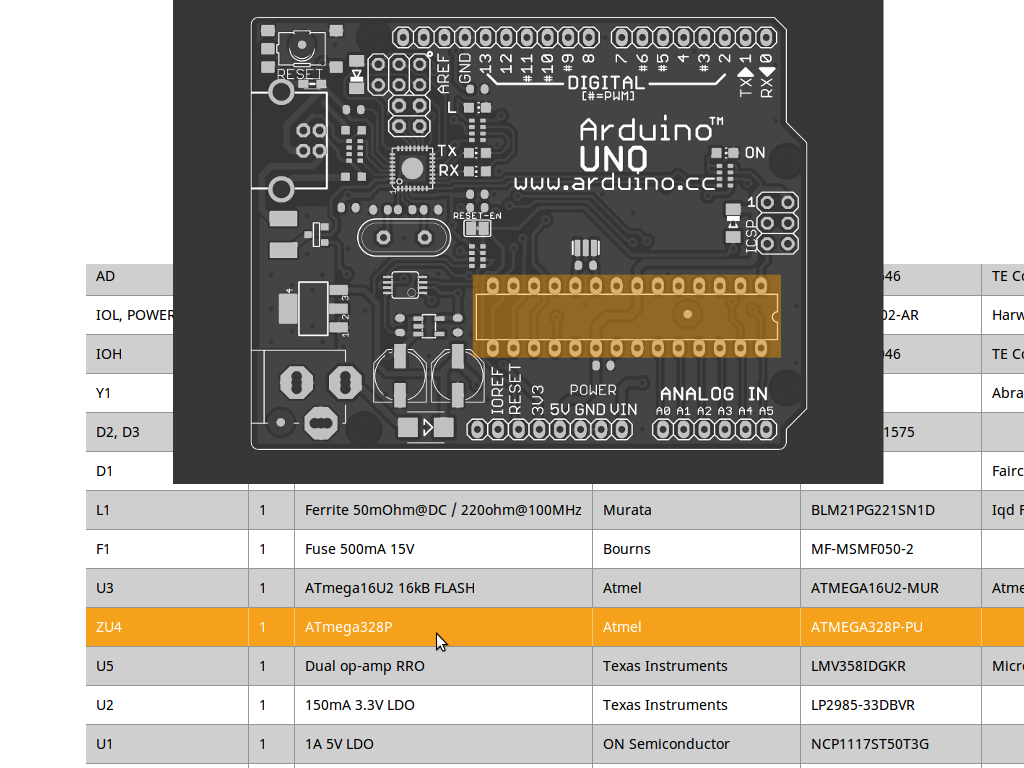 RESET
AREF
GND
13
12
#11
#10
#9
8
7
#6
#5
4
#3
2
TX 1
RX 0
DIGITAL
[#=PWM]
L
TX
RX
Arduino™
UNO
www.arduino.cc
ON
RESET-EN
1
ICSP
4
1 2 3
IOREF
RESET
3V3
POWER
5V GND VIN
ANALOG IN
A0 A1 A2 A3 A4 A5
AD 646 TE Co
IOL, POWER 02-AR Harw
IOH 946 TE Co
Y1 Abra
D2, D3 1575
D1 Fairc
L1 1 Ferrite 50mOhm@DC / 220ohm@100MHz Murata BLM21PG221SN1D Iqd F
F1 1 Fuse 500mA 15V Bourns MF-MSMF050-2
U3 1 ATmega16U2 16kB FLASH Atmel ATMEGA16U2-MUR Atme
ZU4 1 ATmega328P Atmel ATMEGA328P-PU
U5 1 Dual op-amp RRO Texas Instruments LMV358IDGKR Micro
U2 1 150mA 3.3V LDO Texas Instruments LP2985-33DBVR
U1 1 1A 5V LDO ON Semiconductor NCP1117ST50T3G